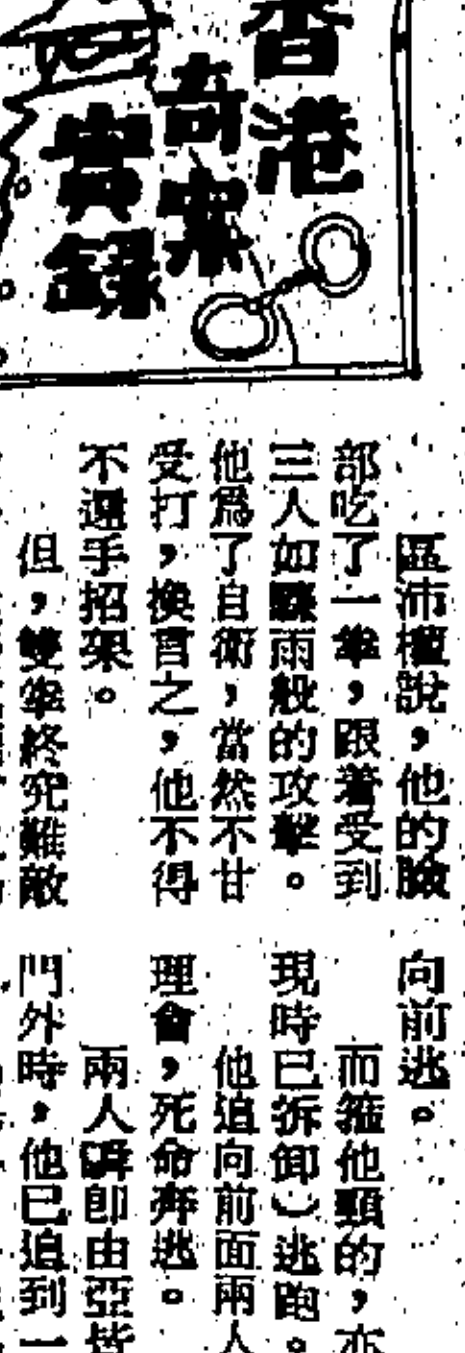 香港
奇案
實錄
區沛權說,他的臉
部吃了一拳,跟着受到
三人如驟雨般的攻擊。
他爲了自衛,當然不甘
受打,換言之,他不得
不還手招架。
但,雙拳終究難敵
向前逃。
而箍他頸的,亦
現時已拆卸)逃跑。
他追向前面兩人
理會,死命奔逃。
兩人瞬即由亞皆
門外時,他已追到一